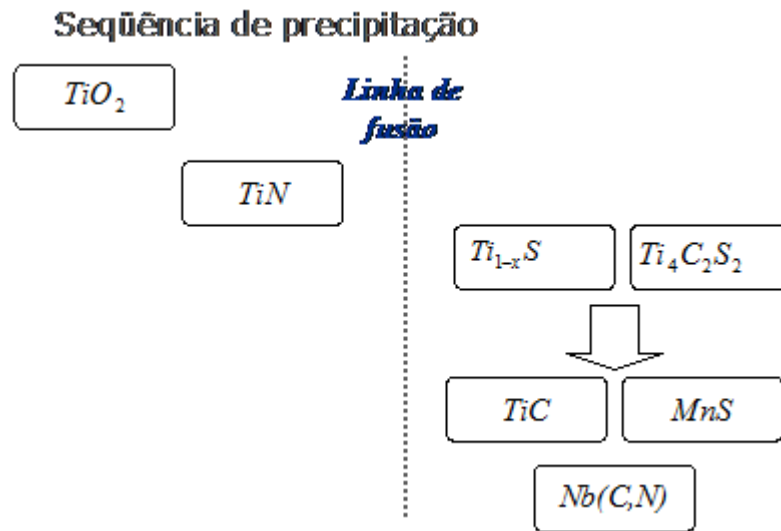 Seqüência de precipitação
TiO₂
Linha de
fusão
TiN
Ti₁₋ₓS
Ti₄C₂S₂
TiC
MnS
Nb(C,N)